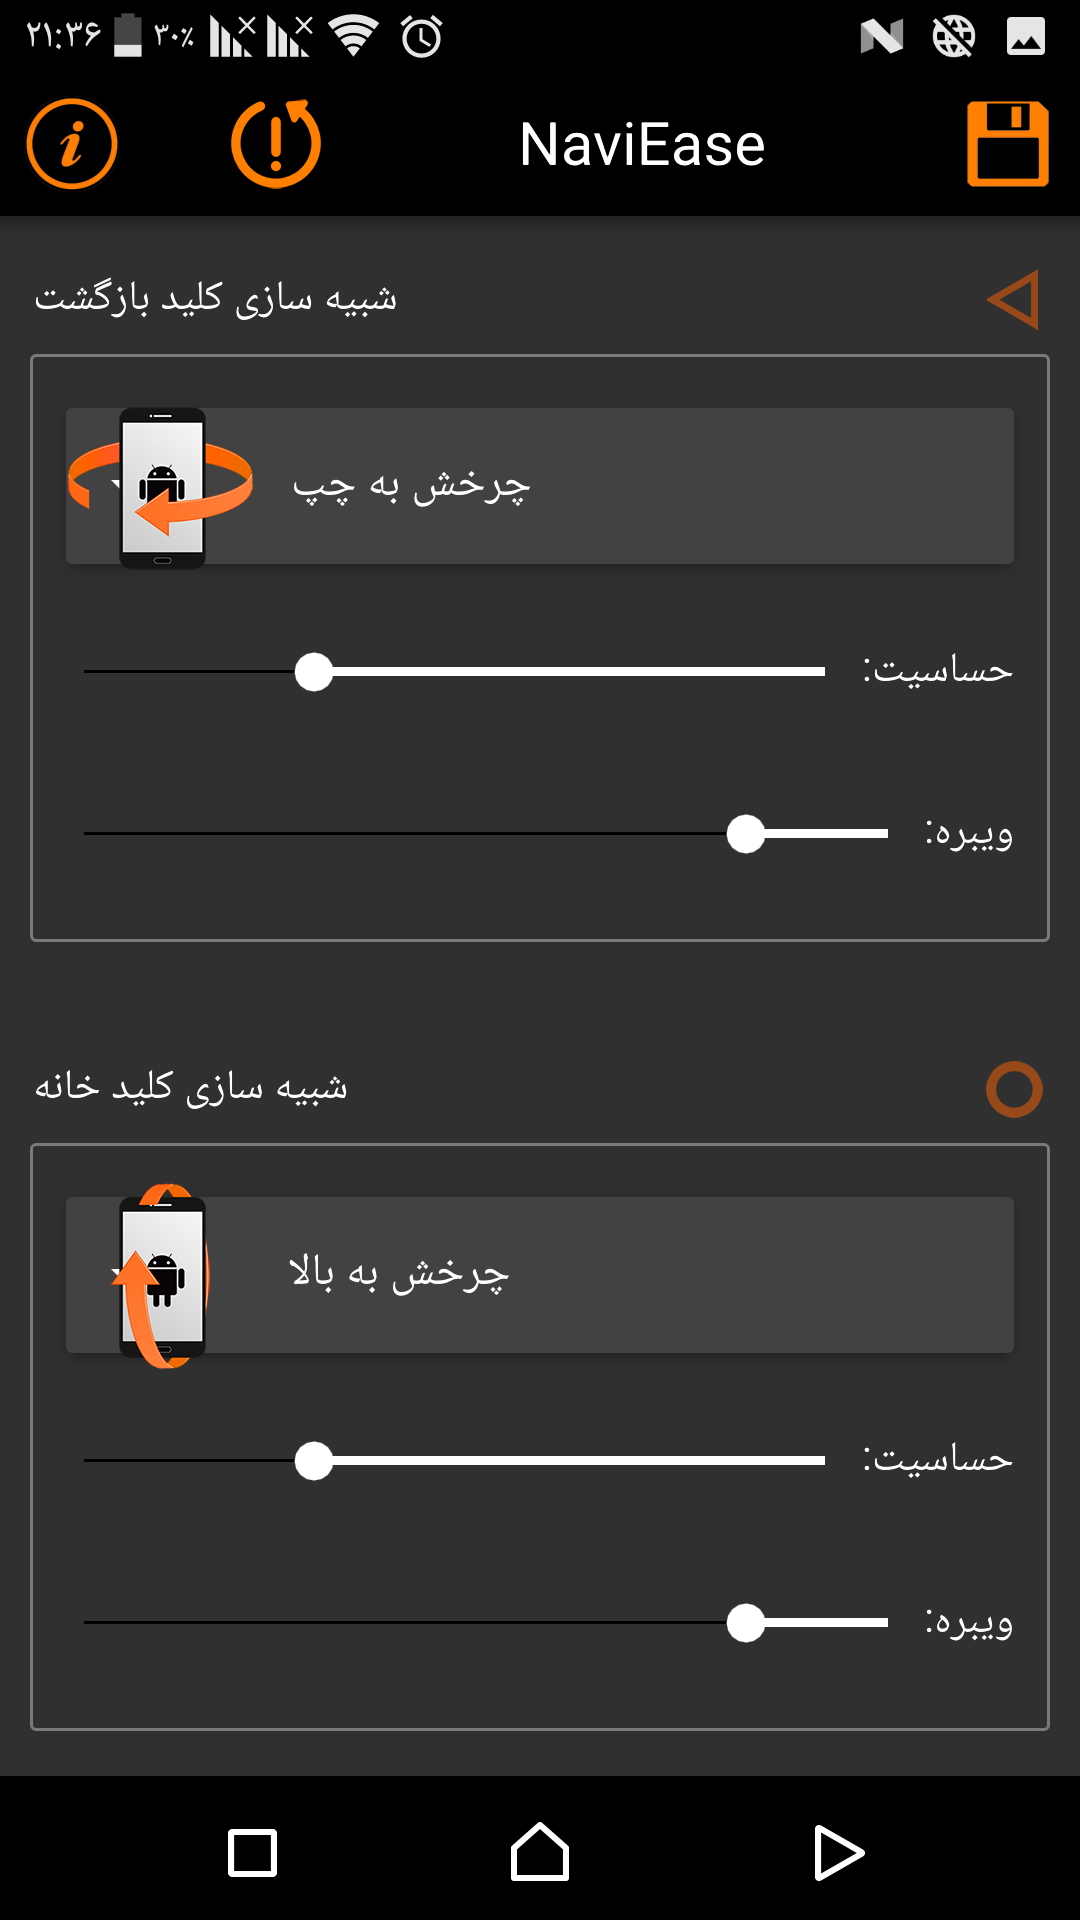 ۲۱:۳۶ ۳۰٪
NaviEase
شبیه سازی کلید بازگشت
چرخش به چپ
حساسیت:
ویبره:
شبیه سازی کلید خانه
چرخش به بالا
حساسیت:
ویبره: